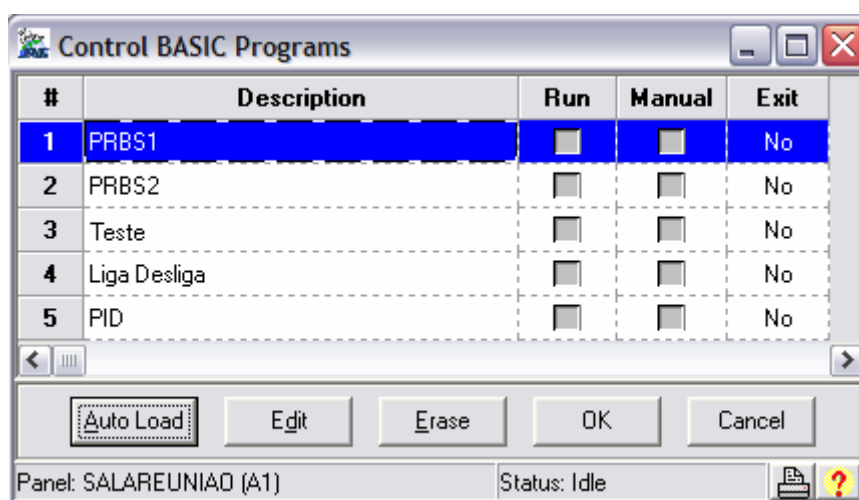 Control BASIC Programs
# Description Run Manual Exit
1 PRBS1 No
2 PRBS2 No
3 Teste No
4 Liga Desliga No
5 PID No
Auto Load Edit Erase OK Cancel
Panel: SALAREUNIAO (A1) Status: Idle ?